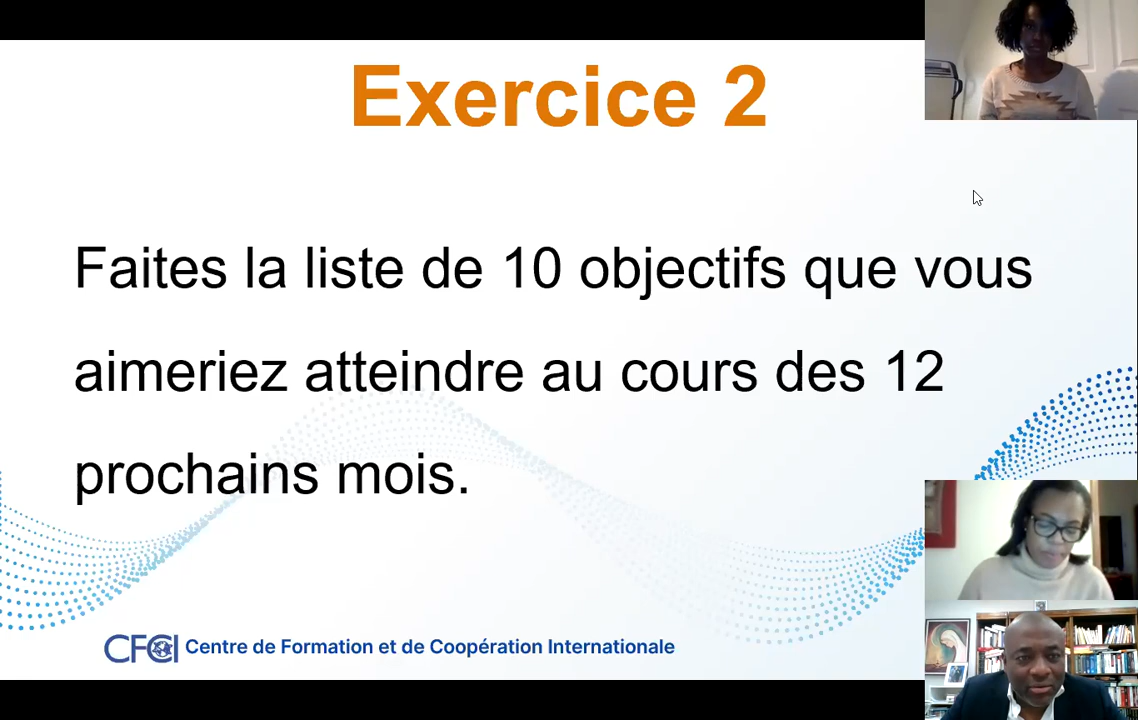 Exercice 2
Faites la liste de 10 objectifs que vous
aimeriez atteindre au cours des 12
prochains mois.
CFCI Centre de Formation et de Coopération Internationale